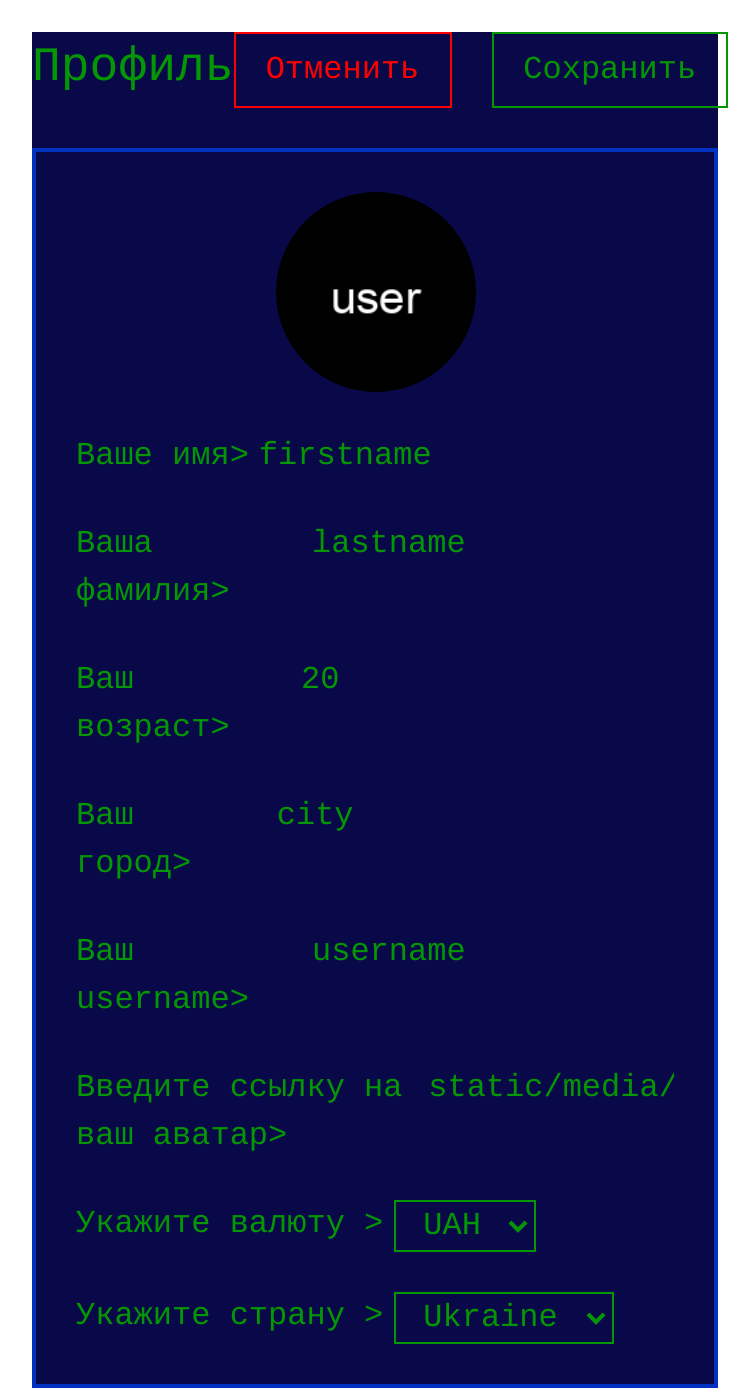 Профиль Отменить Сохранить
user
Ваше имя> firstname
Ваша lastname
фамилия>
Ваш 20
возраст>
Ваш city
город>
Ваш username
username>
Введите ссылку на static/media/
ваш аватар>
Укажите валюту > UAH
Укажите страну > Ukraine